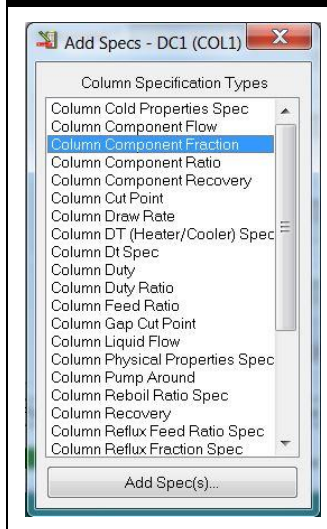 Add Specs - DC1 (COL1)
Column Specification Types
Column Cold Properties Spec
Column Component Flow
Column Component Fraction
Column Component Ratio
Column Component Recovery
Column Cut Point
Column Draw Rate
Column DT (Heater/Cooler) Spec
Column Dt Spec
Column Duty
Column Duty Ratio
Column Feed Ratio
Column Gap Cut Point
Column Liquid Flow
Column Physical Properties Spec
Column Pump Around
Column Reboil Ratio Spec
Column Recovery
Column Reflux Feed Ratio Spec
Column Reflux Fraction Spec
Add Spec(s)...